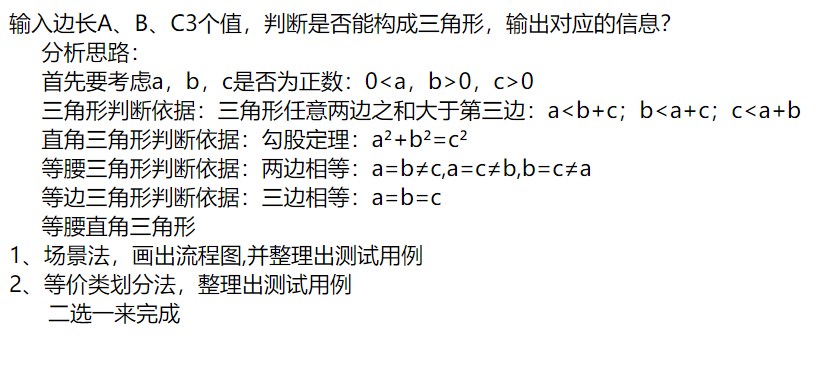 输入边长A、B、C3个值，判断是否能构成三角形，输出对应的信息？
分析思路：
首先要考虑a，b，c是否为正数：0<a，b>0，c>0
三角形判断依据：三角形任意两边之和大于第三边：a<b+c；b<a+c；c<a+b
直角三角形判断依据：勾股定理：a²+b²=c²
等腰三角形判断依据：两边相等：a=b≠c,a=c≠b,b=c≠a
等边三角形判断依据：三边相等：a=b=c
等腰直角三角形
1、场景法，画出流程图,并整理出测试用例
2、等价类划分法，整理出测试用例
二选一来完成